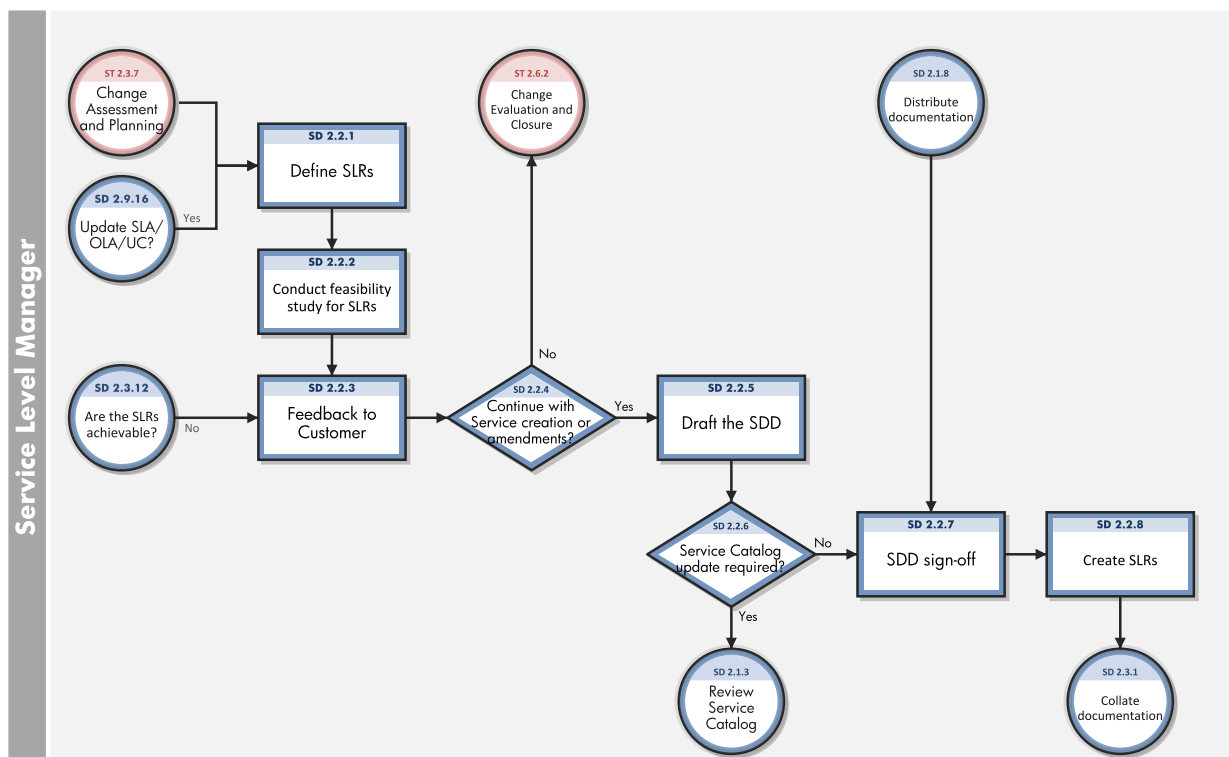 Service Level Manager
ST 2.3.7
Change
Assessment
and Planning
SD 2.9.16
Update SLA/
OLA/UC?
Yes
SD 2.2.1
Define SLRs
SD 2.2.2
Conduct feasibility
study for SLRs
SD 2.3.12
Are the SLRs
achievable?
No
SD 2.2.3
Feedback to
Customer
ST 2.6.2
Change
Evaluation and
Closure
No
SD 2.2.4
Continue with
Service creation or
amendments?
Yes
SD 2.2.5
Draft the SDD
SD 2.2.6
Service Catalog
update required?
No
Yes
SD 2.1.3
Review
Service
Catalog
SD 2.1.8
Distribute
documentation
SD 2.2.7
SDD sign-off
SD 2.2.8
Create SLRs
SD 2.3.1
Collate
documentation